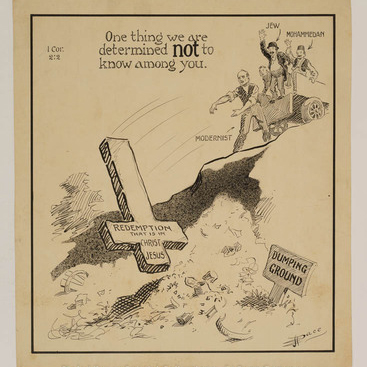 1 Cor.
2:2
One thing we are
determined not to
know among you.
JEW
MOHAMMEDAN
MODERNIST
REDEMPTION
THAT IS IN
CHRIST
JESUS
DUMPING
GROUND